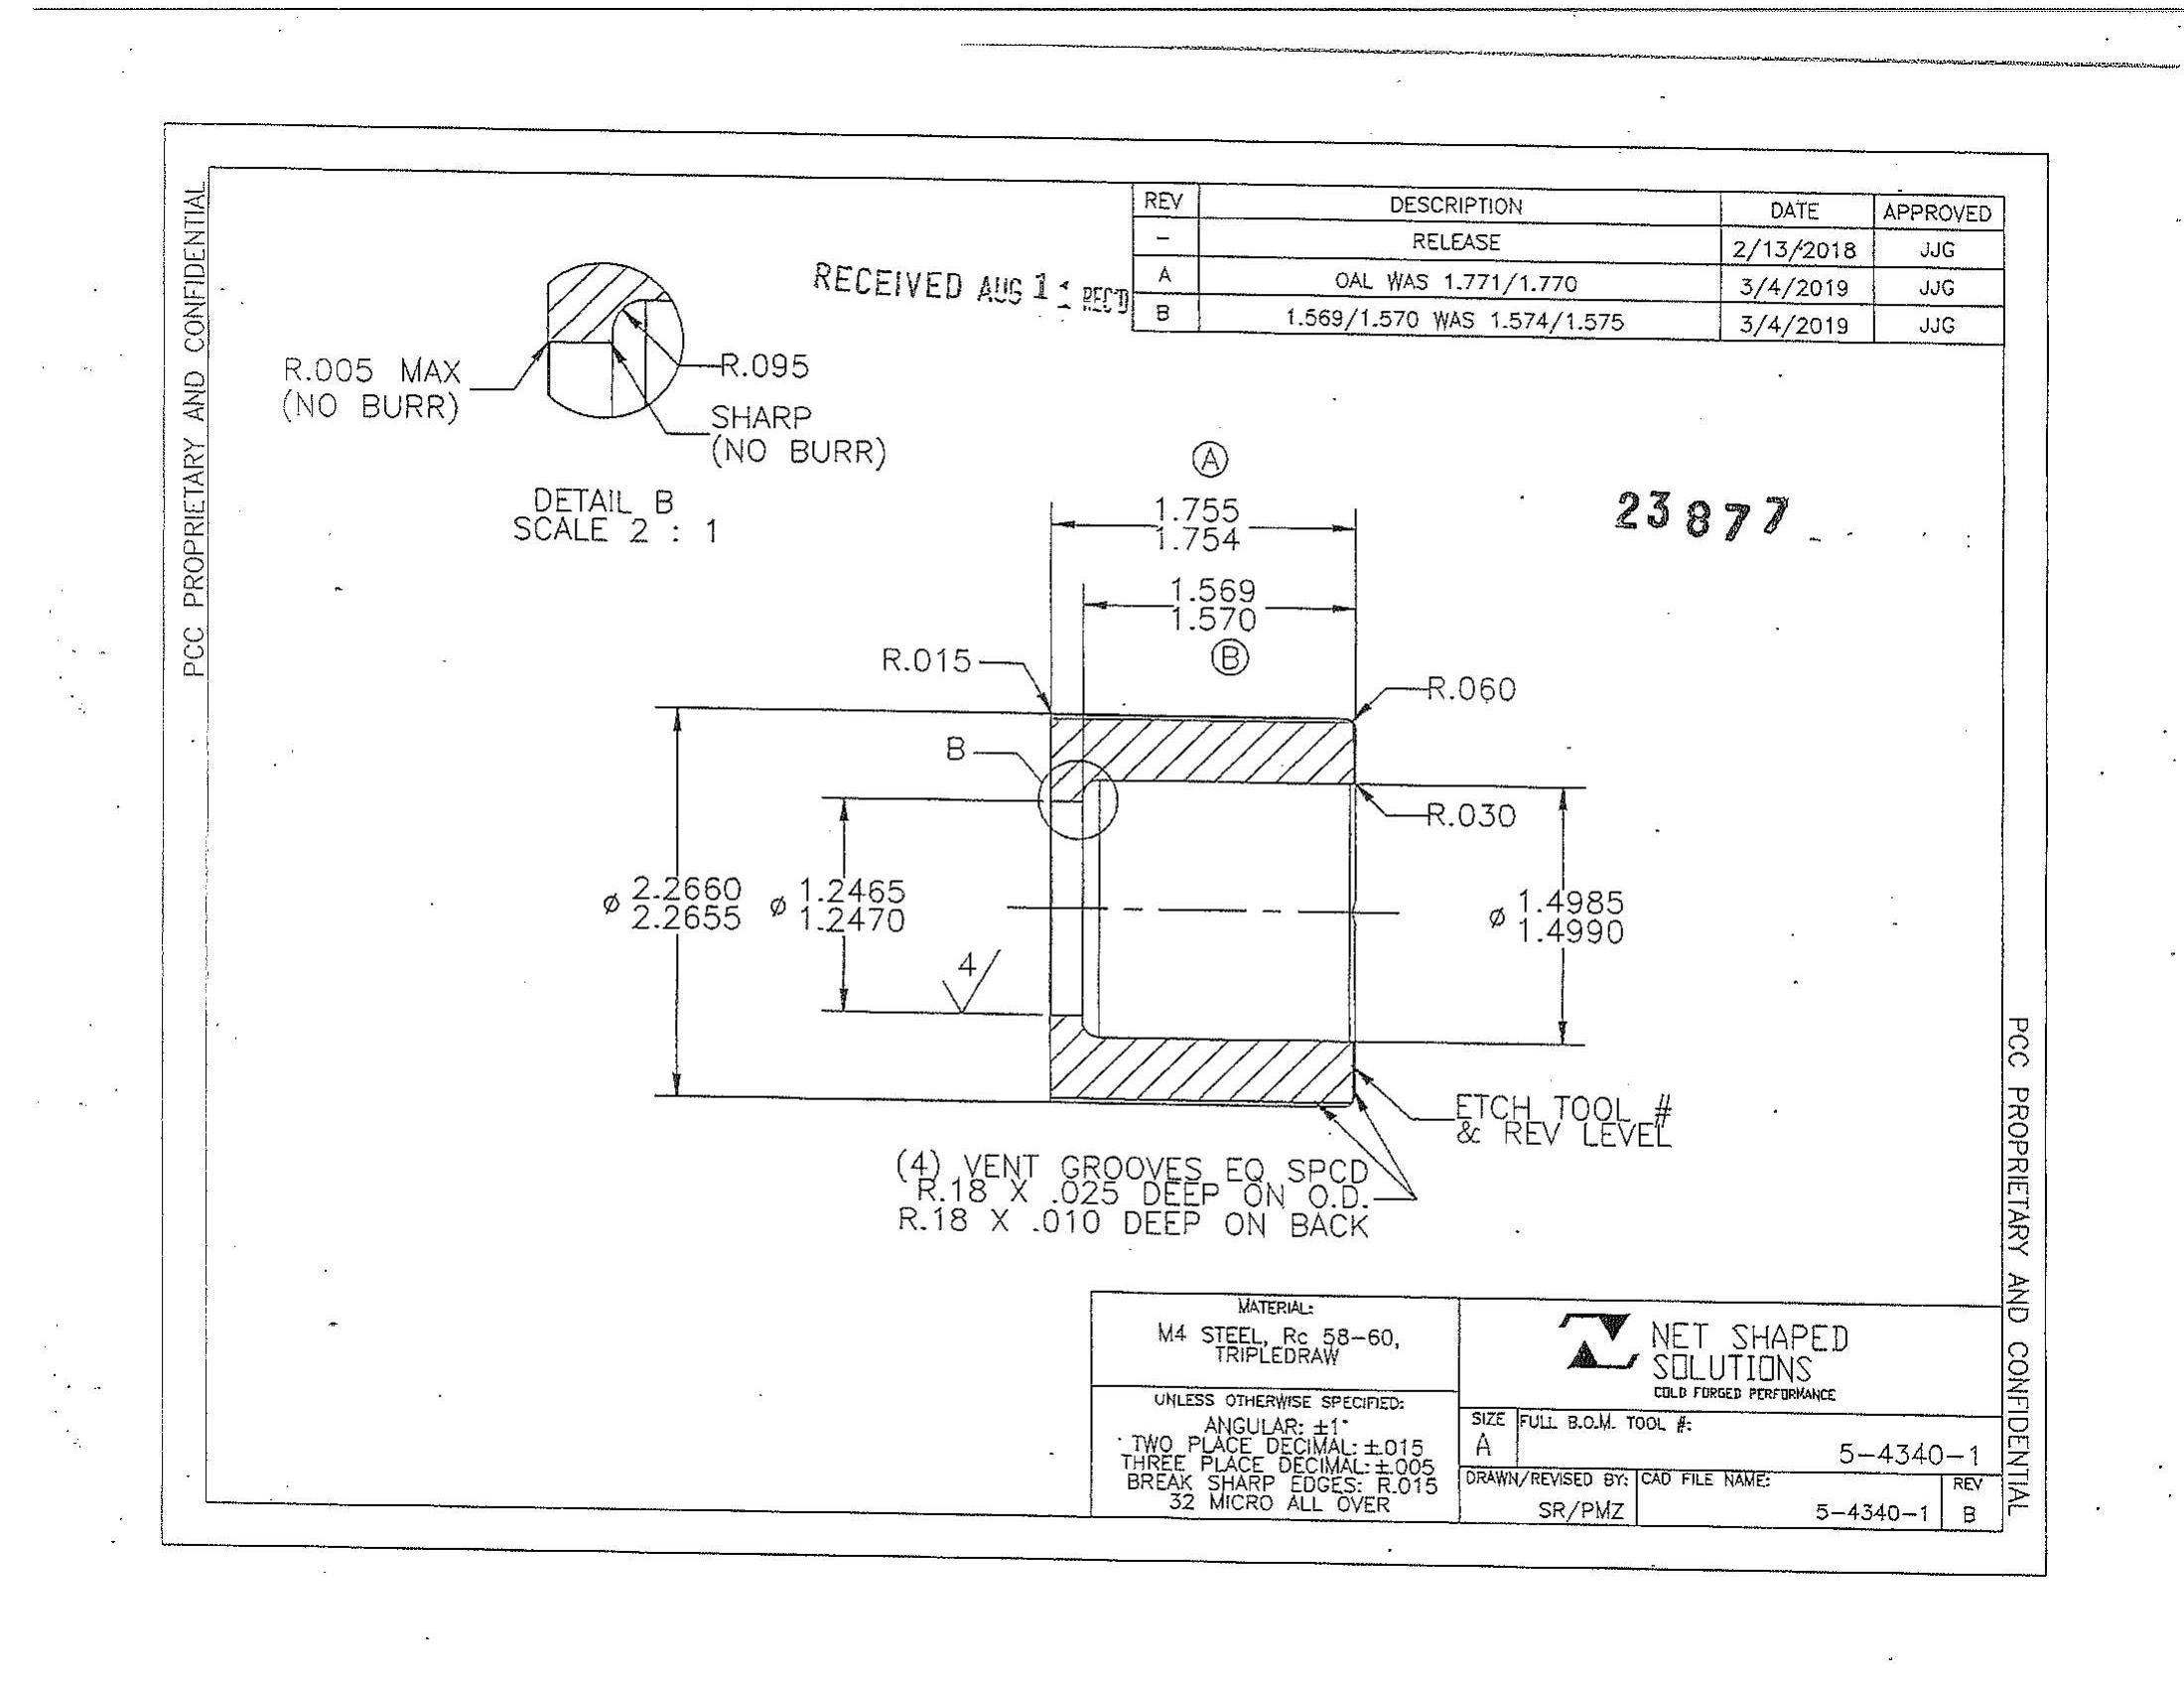 PCC PROPRIETARY AND CONFIDENTIAL
REV DESCRIPTION DATE APPROVED
- RELEASE 2/13/2018 JJG
A OAL WAS 1.771/1.770 3/4/2019 JJG
B 1.569/1.570 WAS 1.574/1.575 3/4/2019 JJG
RECEIVED AUG 1 REC'D
R.005 MAX
(NO BURR)
R.095
SHARP
(NO BURR)
DETAIL B
SCALE 2 : 1
A
1.755
1.754
23877
1.569
1.570
B
R.015
R.060
B
R.030
⌀ 2.2660
2.2655
⌀ 1.2465
1.2470
⌀ 1.4985
1.4990
4
ETCH TOOL #
& REV LEVEL
(4) VENT GROOVES EQ SPCD
R.18 X .025 DEEP ON O.D.
R.18 X .010 DEEP ON BACK
PCC PROPRIETARY AND CONFIDENTIAL
MATERIAL:
M4 STEEL, Rc 58-60,
TRIPLEDRAW
UNLESS OTHERWISE SPECIFIED:
ANGULAR: ±1°
TWO PLACE DECIMAL: ±.015
THREE PLACE DECIMAL: ±.005
BREAK SHARP EDGES: R.015
32 MICRO ALL OVER
NET SHAPED
SOLUTIONS
COLD FORGED PERFORMANCE
SIZE
A
FULL B.O.M. TOOL #:
5-4340-1
DRAWN/REVISED BY:
SR/PMZ
CAD FILE NAME:
5-4340-1
REV
B